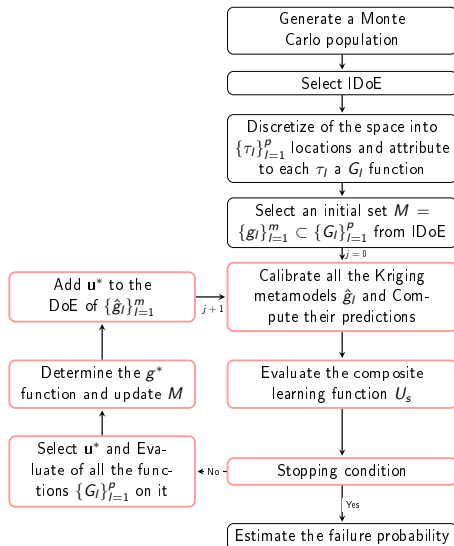 Generate a Monte
Carlo population
Select IDoE
Discretize of the space into
{τ_l}_{l=1}^p locations and attribute
to each τ_l a G_l function
Select an initial set M =
{g_l}_{l=1}^m ⊂ {G_l}_{l=1}^p from IDoE
j = 0
Calibrate all the Kriging
metamodels ĝ_l and Com-
pute their predictions
Evaluate the composite
learning function U_s
Stopping condition
No
Yes
Estimate the failure probability
Select u* and Eva-
luate of all the func-
tions {G_l}_{l=1}^p on it
Determine the g*
function and update M
Add u* to the
DoE of {ĝ_l}_{l=1}^m
j + 1